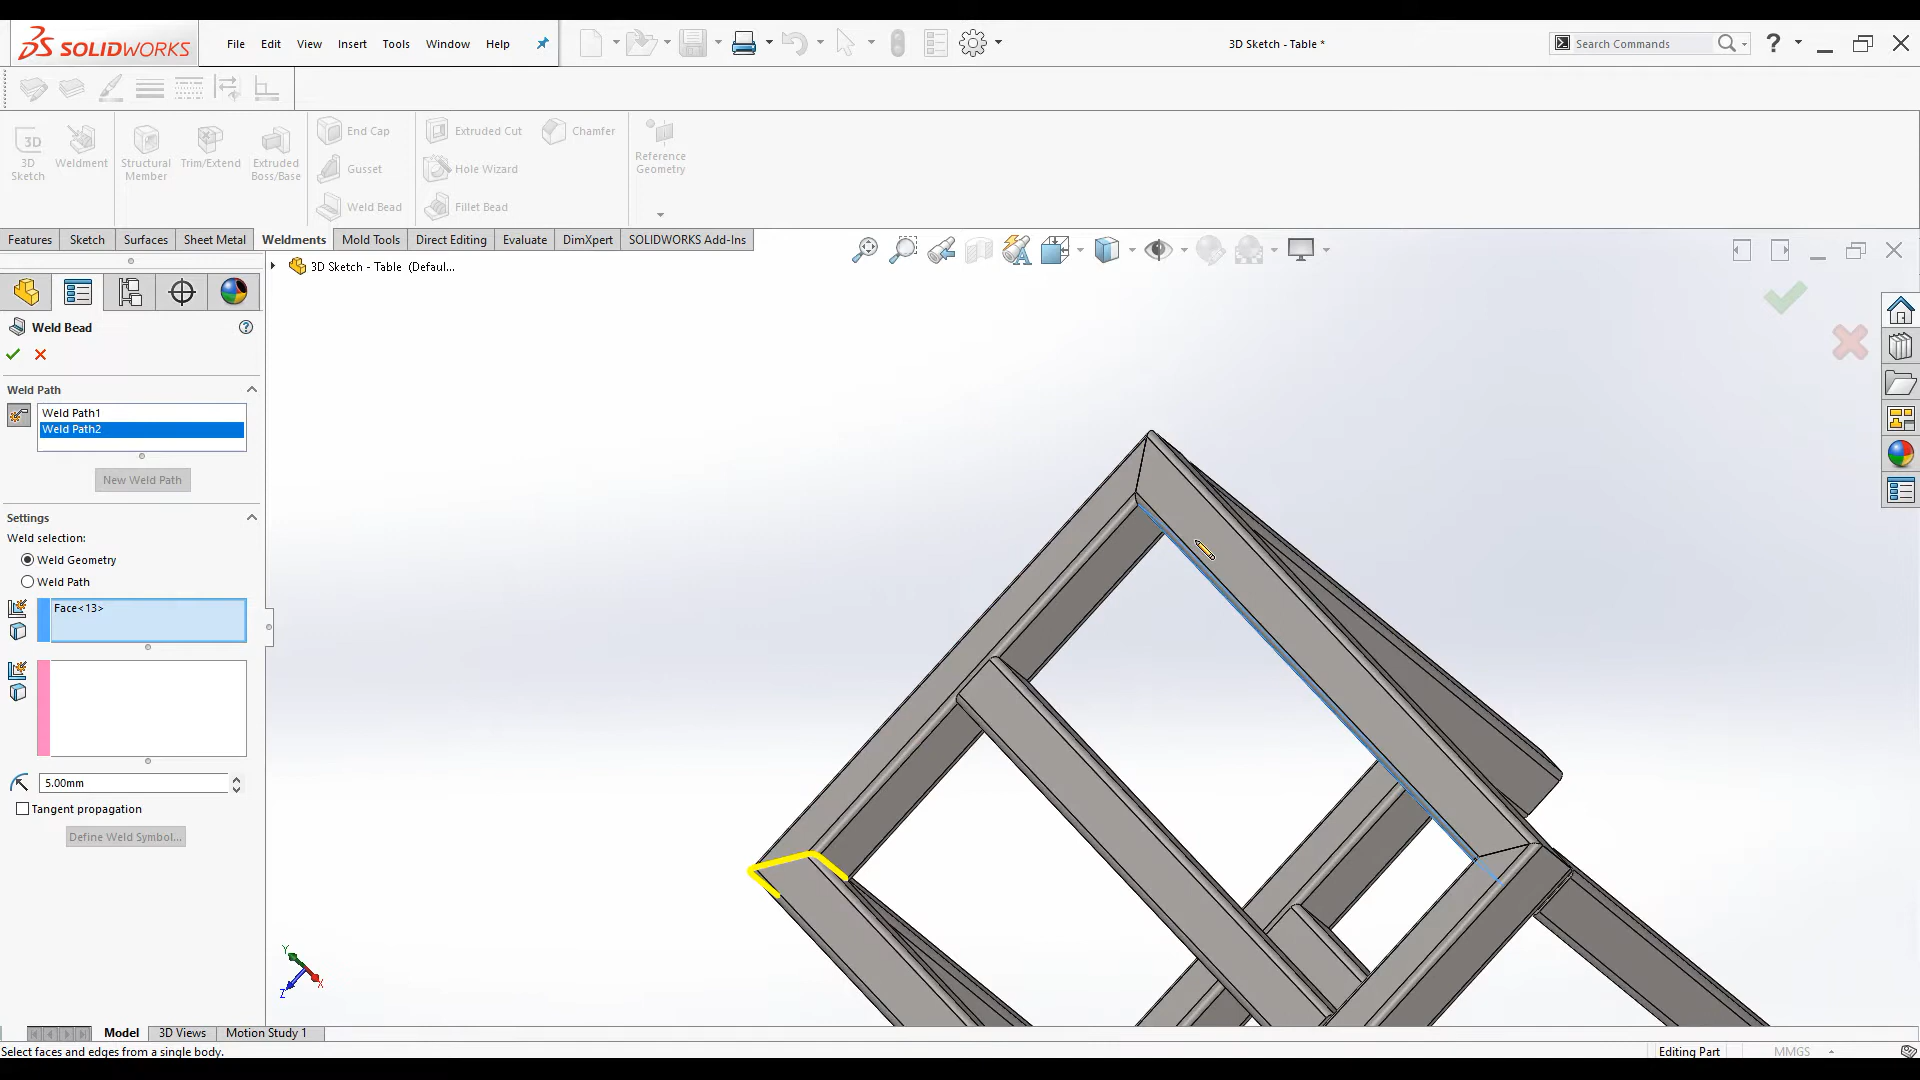 SOLIDWORKS
File Edit View Insert Tools Window Help
3D Sketch - Table *
Search Commands
?
3D Sketch
Weldment
Structural Member
Trim/Extend
Extruded Boss/Base
End Cap
Gusset
Weld Bead
Extruded Cut
Hole Wizard
Fillet Bead
Chamfer
Reference Geometry
Features Sketch Surfaces Sheet Metal Weldments Mold Tools Direct Editing Evaluate DimXpert SOLIDWORKS Add-Ins
3D Sketch - Table (Defaul...
Weld Bead
?
Weld Path
Weld Path1
Weld Path2
New Weld Path
Settings
Weld selection:
Weld Geometry
Weld Path
Face<13>
5.00mm
Tangent propagation
Define Weld Symbol...
Y
X
Z
Model 3D Views Motion Study 1
Select faces and edges from a single body.
Editing Part
MMGS